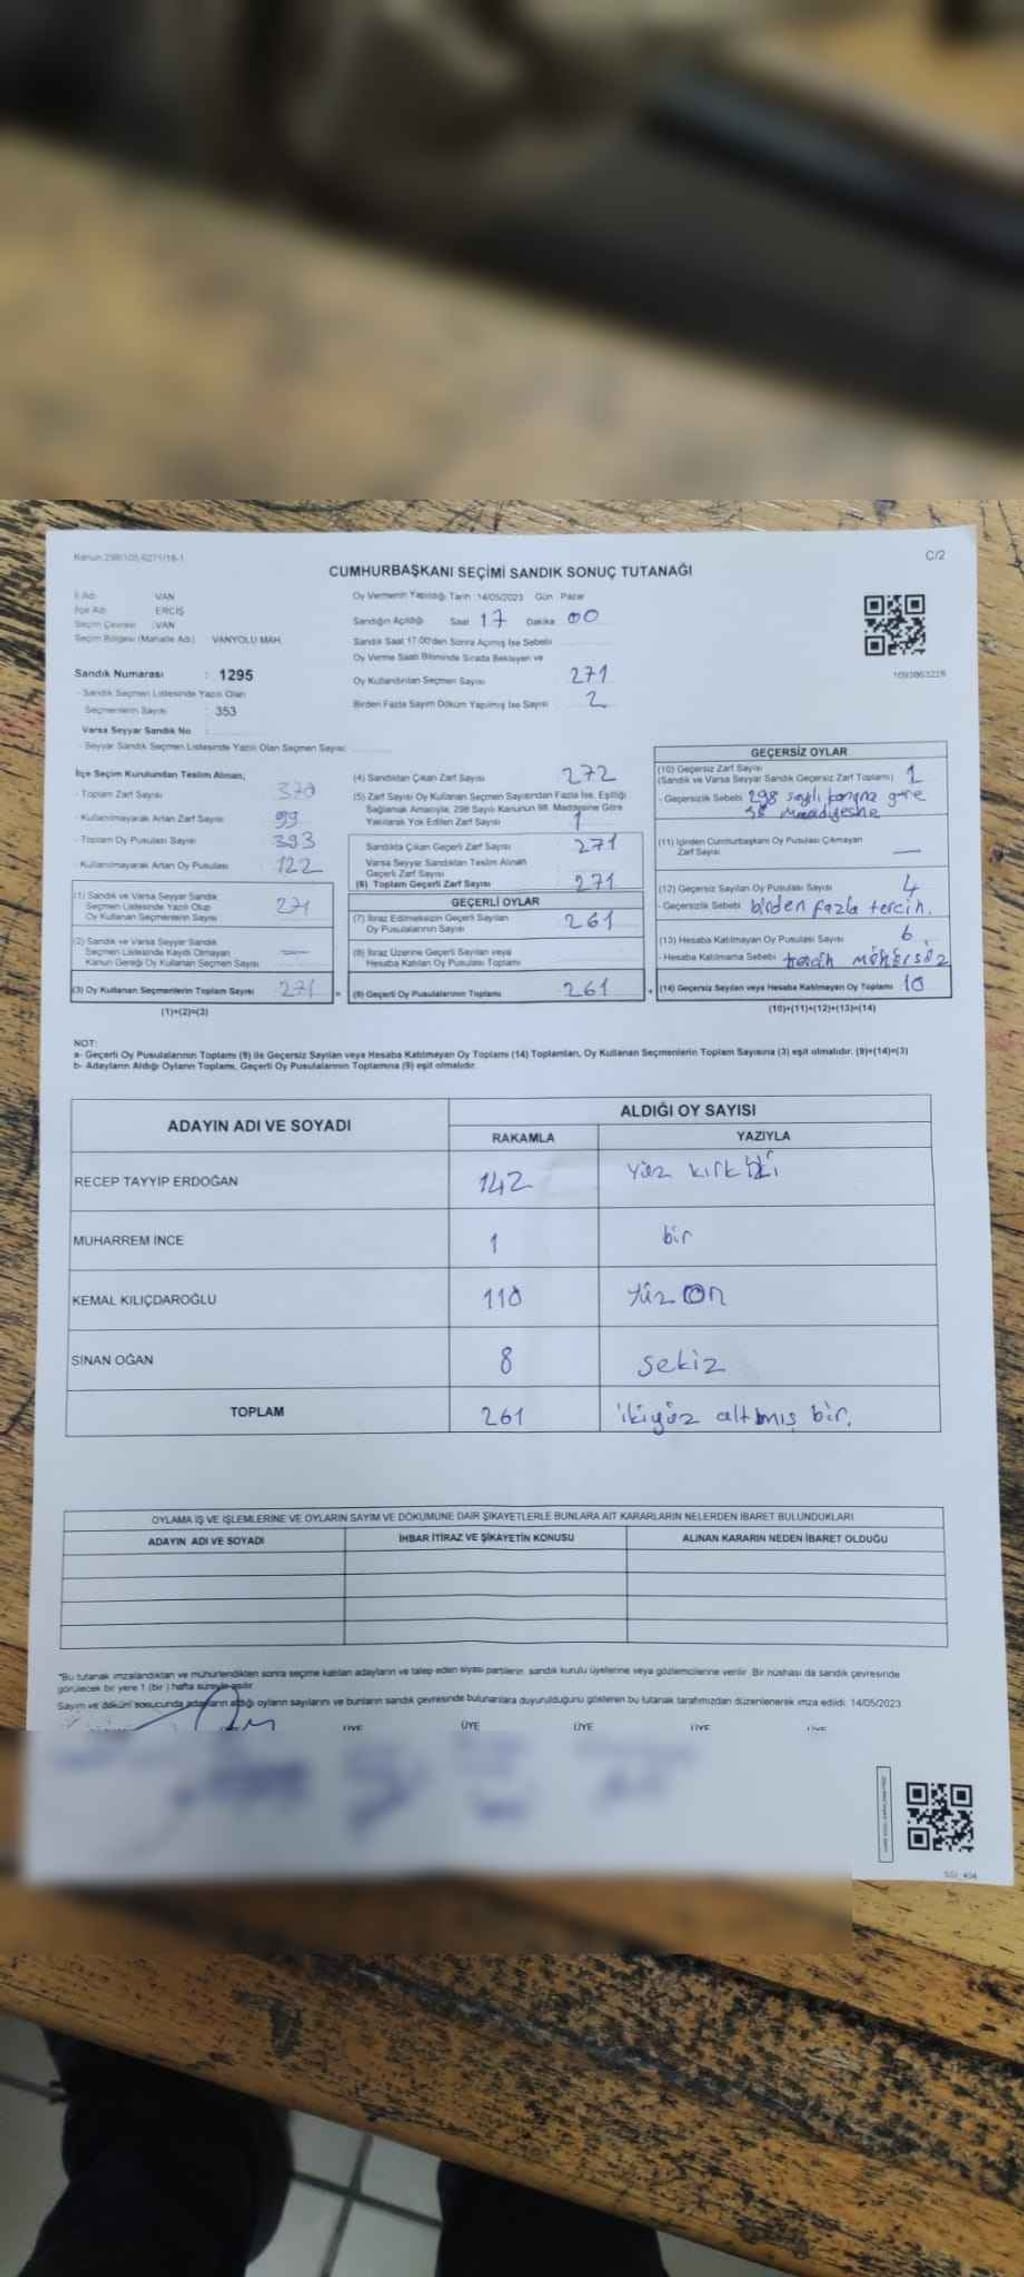 Kanun 298/105,6271/18-1
C/2
CUMHURBAŞKANI SEÇİMİ SANDIK SONUÇ TUTANAĞI
İl Adı VAN
İlçe Adı ERCİŞ
Seçim Çevresi :VAN
Seçim Bölgesi (Mahalle Adı) VANYOLU MAH.
Sandık Numarası : 1295
- Sandık Seçmen Listesinde Yazılı Olan
Seçmenlerin Sayısı : 353
Varsa Seyyar Sandık No
- Seyyar Sandık Seçmen Listesinde Yazılı Olan Seçmen Sayısı
Oy Vermenin Yapıldığı Tarih :14/05/2023 Gün : Pazar
Sandığın Açıldığı Saat 17 Dakika 00
Sandık Saat 17.00'den Sonra Açılmış İse Sebebi
Oy Verme Saati Bitiminde Sırada Bekleyen ve
Oy Kullandırılan Seçmen Sayısı 271
Birden Fazla Sayım Döküm Yapılmış İse Sayısı 2
İlçe Seçim Kurulundan Teslim Alınan,
- Toplam Zarf Sayısı 370
- Kullanılmayarak Artan Zarf Sayısı 99
- Toplam Oy Pusulası Sayısı 393
- Kullanılmayarak Artan Oy Pusulası 122
(1) Sandık ve Varsa Seyyar Sandık
Seçmen Listesinde Yazılı Olup
Oy Kullanan Seçmenlerin Sayısı 271
(2) Sandık ve Varsa Seyyar Sandık
Seçmen Listesinde Kaydı Olmayan
Kanun Gereği Oy Kullanan Seçmen Sayısı —
(3) Oy Kullanan Seçmenlerin Toplam Sayısı 271 =
(1)+(2)=(3)
(4) Sandıktan Çıkan Zarf Sayısı 272
(5) Zarf Sayısı Oy Kullanan Seçmen Sayısından Fazla İse, Eşitliği
Sağlamak Amacıyla, 298 Sayılı Kanunun 98. Maddesine Göre
Yakılarak Yok Edilen Zarf Sayısı 1
Sandıkta Çıkan Geçerli Zarf Sayısı 271
Varsa Seyyar Sandıktan Teslim Alınan
Geçerli Zarf Sayısı
(6) Toplam Geçerli Zarf Sayısı 271
GEÇERLİ OYLAR
(7) İtiraz Edilmeksizin Geçerli Sayılan
Oy Pusulalarının Sayısı 261
(8) İtiraz Üzerine Geçerli Sayılan veya
Hesaba Katılan Oy Pusulası Toplamı
(9) Geçerli Oy Pusulalarının Toplamı 261 +
GEÇERSİZ OYLAR
(10) Geçersiz Zarf Sayısı
(Sandık ve Varsa Seyyar Sandık Geçersiz Zarf Toplamı) 1
- Geçersizlik Sebebi 298 sayılı göre
(11) İçinden Cumhurbaşkanı Oy Pusulası Çıkmayan
Zarf Sayısı —
(12) Geçersiz Sayılan Oy Pusulası Sayısı 4
- Geçersizlik Sebebi birden fazla tercih.
(13) Hesaba Katılmayan Oy Pusulası Sayısı 6
- Hesaba Katılmama Sebebi tercih
(14) Geçersiz Sayılan veya Hesaba Katılmayan Oy Toplamı 10
(10)+(11)+(12)+(13)=(14)
NOT:
a- Geçerli Oy Pusulalarının Toplamı (9) ile Geçersiz Sayılan veya Hesaba Katılmayan Oy Toplamı (14) Toplamları, Oy Kullanan Seçmenlerin Toplam Sayısına (3) eşit olmalıdır. (9)+(14)=(3)
b- Adayların Aldığı Oyların Toplamı, Geçerli Oy Pusulalarının Toplamına (9) eşit olmalıdır.
ADAYIN ADI VE SOYADI
ALDIĞI OY SAYISI
RAKAMLA YAZIYLA
RECEP TAYYİP ERDOĞAN 142 yüz kırk iki
MUHARREM İNCE 1 bir
KEMAL KILIÇDAROĞLU 110 yüz on
SİNAN OĞAN 8 sekiz
TOPLAM 261 ikiyüz altmış bir.
OYLAMA İŞ VE İŞLEMLERİNE VE OYLARIN SAYIM VE DÖKÜMÜNE DAİR ŞİKAYETLERLE BUNLARA AİT KARARLARIN NELERDEN İBARET BULUNDUKLARI
ADAYIN ADI VE SOYADI İHBAR İTİRAZ VE ŞİKAYETİN KONUSU ALINAN KARARIN NEDEN İBARET OLDUĞU
*Bu tutanak imzalandıktan ve mühürlendikten sonra seçime katılan adayların ve talep eden siyasi partilerin, sandık kurulu üyelerine veya gözlemcilerine verilir. Bir nüshası da sandık çevresinde
görülecek bir yere 1 (bir) hafta süreyle asılır.
Sayım ve döküm sonucunda adayların aldığı oyların sayılarını ve bunların sandık çevresinde bulunanlara duyurulduğunu gösteren bu tutanak tarafımızdan düzenlenerek imza edildi. 14/05/2023
ÜYE ÜYE ÜYE ÜYE ÜYE